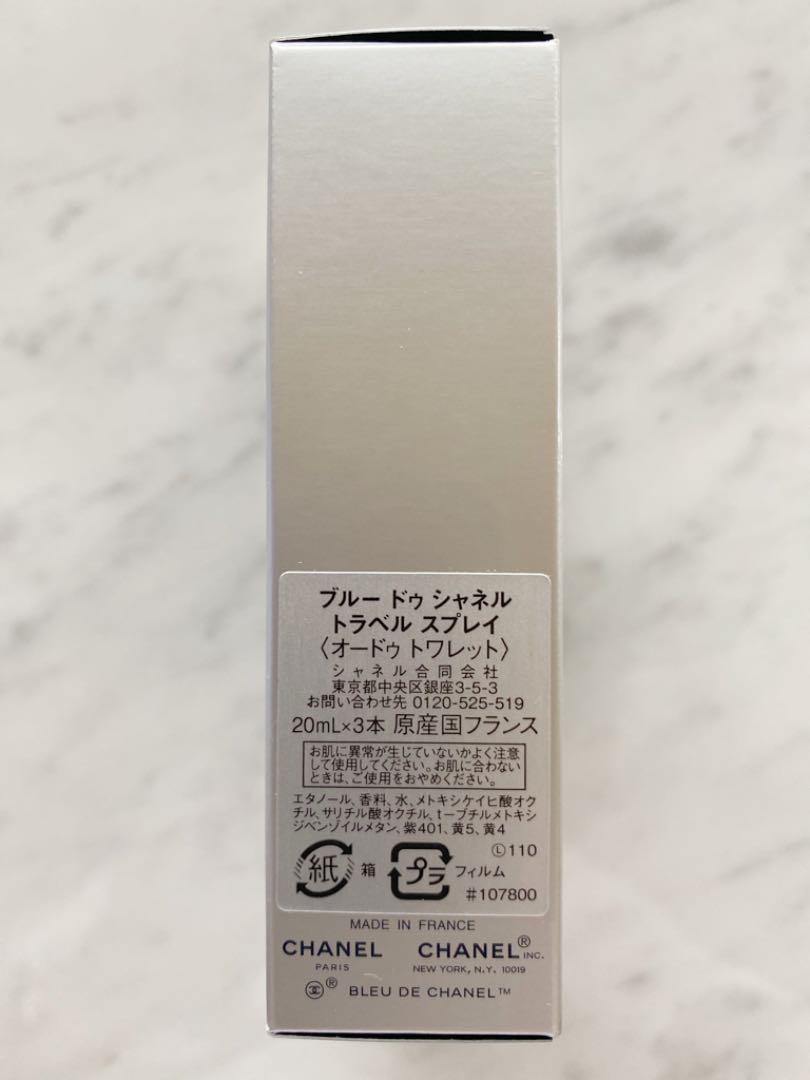 ブルー ドゥ シャネル
トラベル スプレイ
〈オードゥ トワレット〉
シャネル合同会社
東京都中央区銀座3-5-3
お問い合わせ先 0120-525-519
20mL×3本 原産国フランス
お肌に異常が生じていないかよく注意
して使用してください。お肌に合わない
ときは、ご使用をおやめください。
エタノール、香料、水、メトキシケイヒ酸オク
チル、サリチル酸オクチル、t－ブチルメトキシ
ジベンゾイルメタン、紫401、黄5、黄4
Ⓛ110
紙 箱 プラ フィルム
#107800
MADE IN FRANCE
CHANEL CHANEL® INC.
PARIS NEW YORK, N.Y. 10019
® BLEU DE CHANEL™